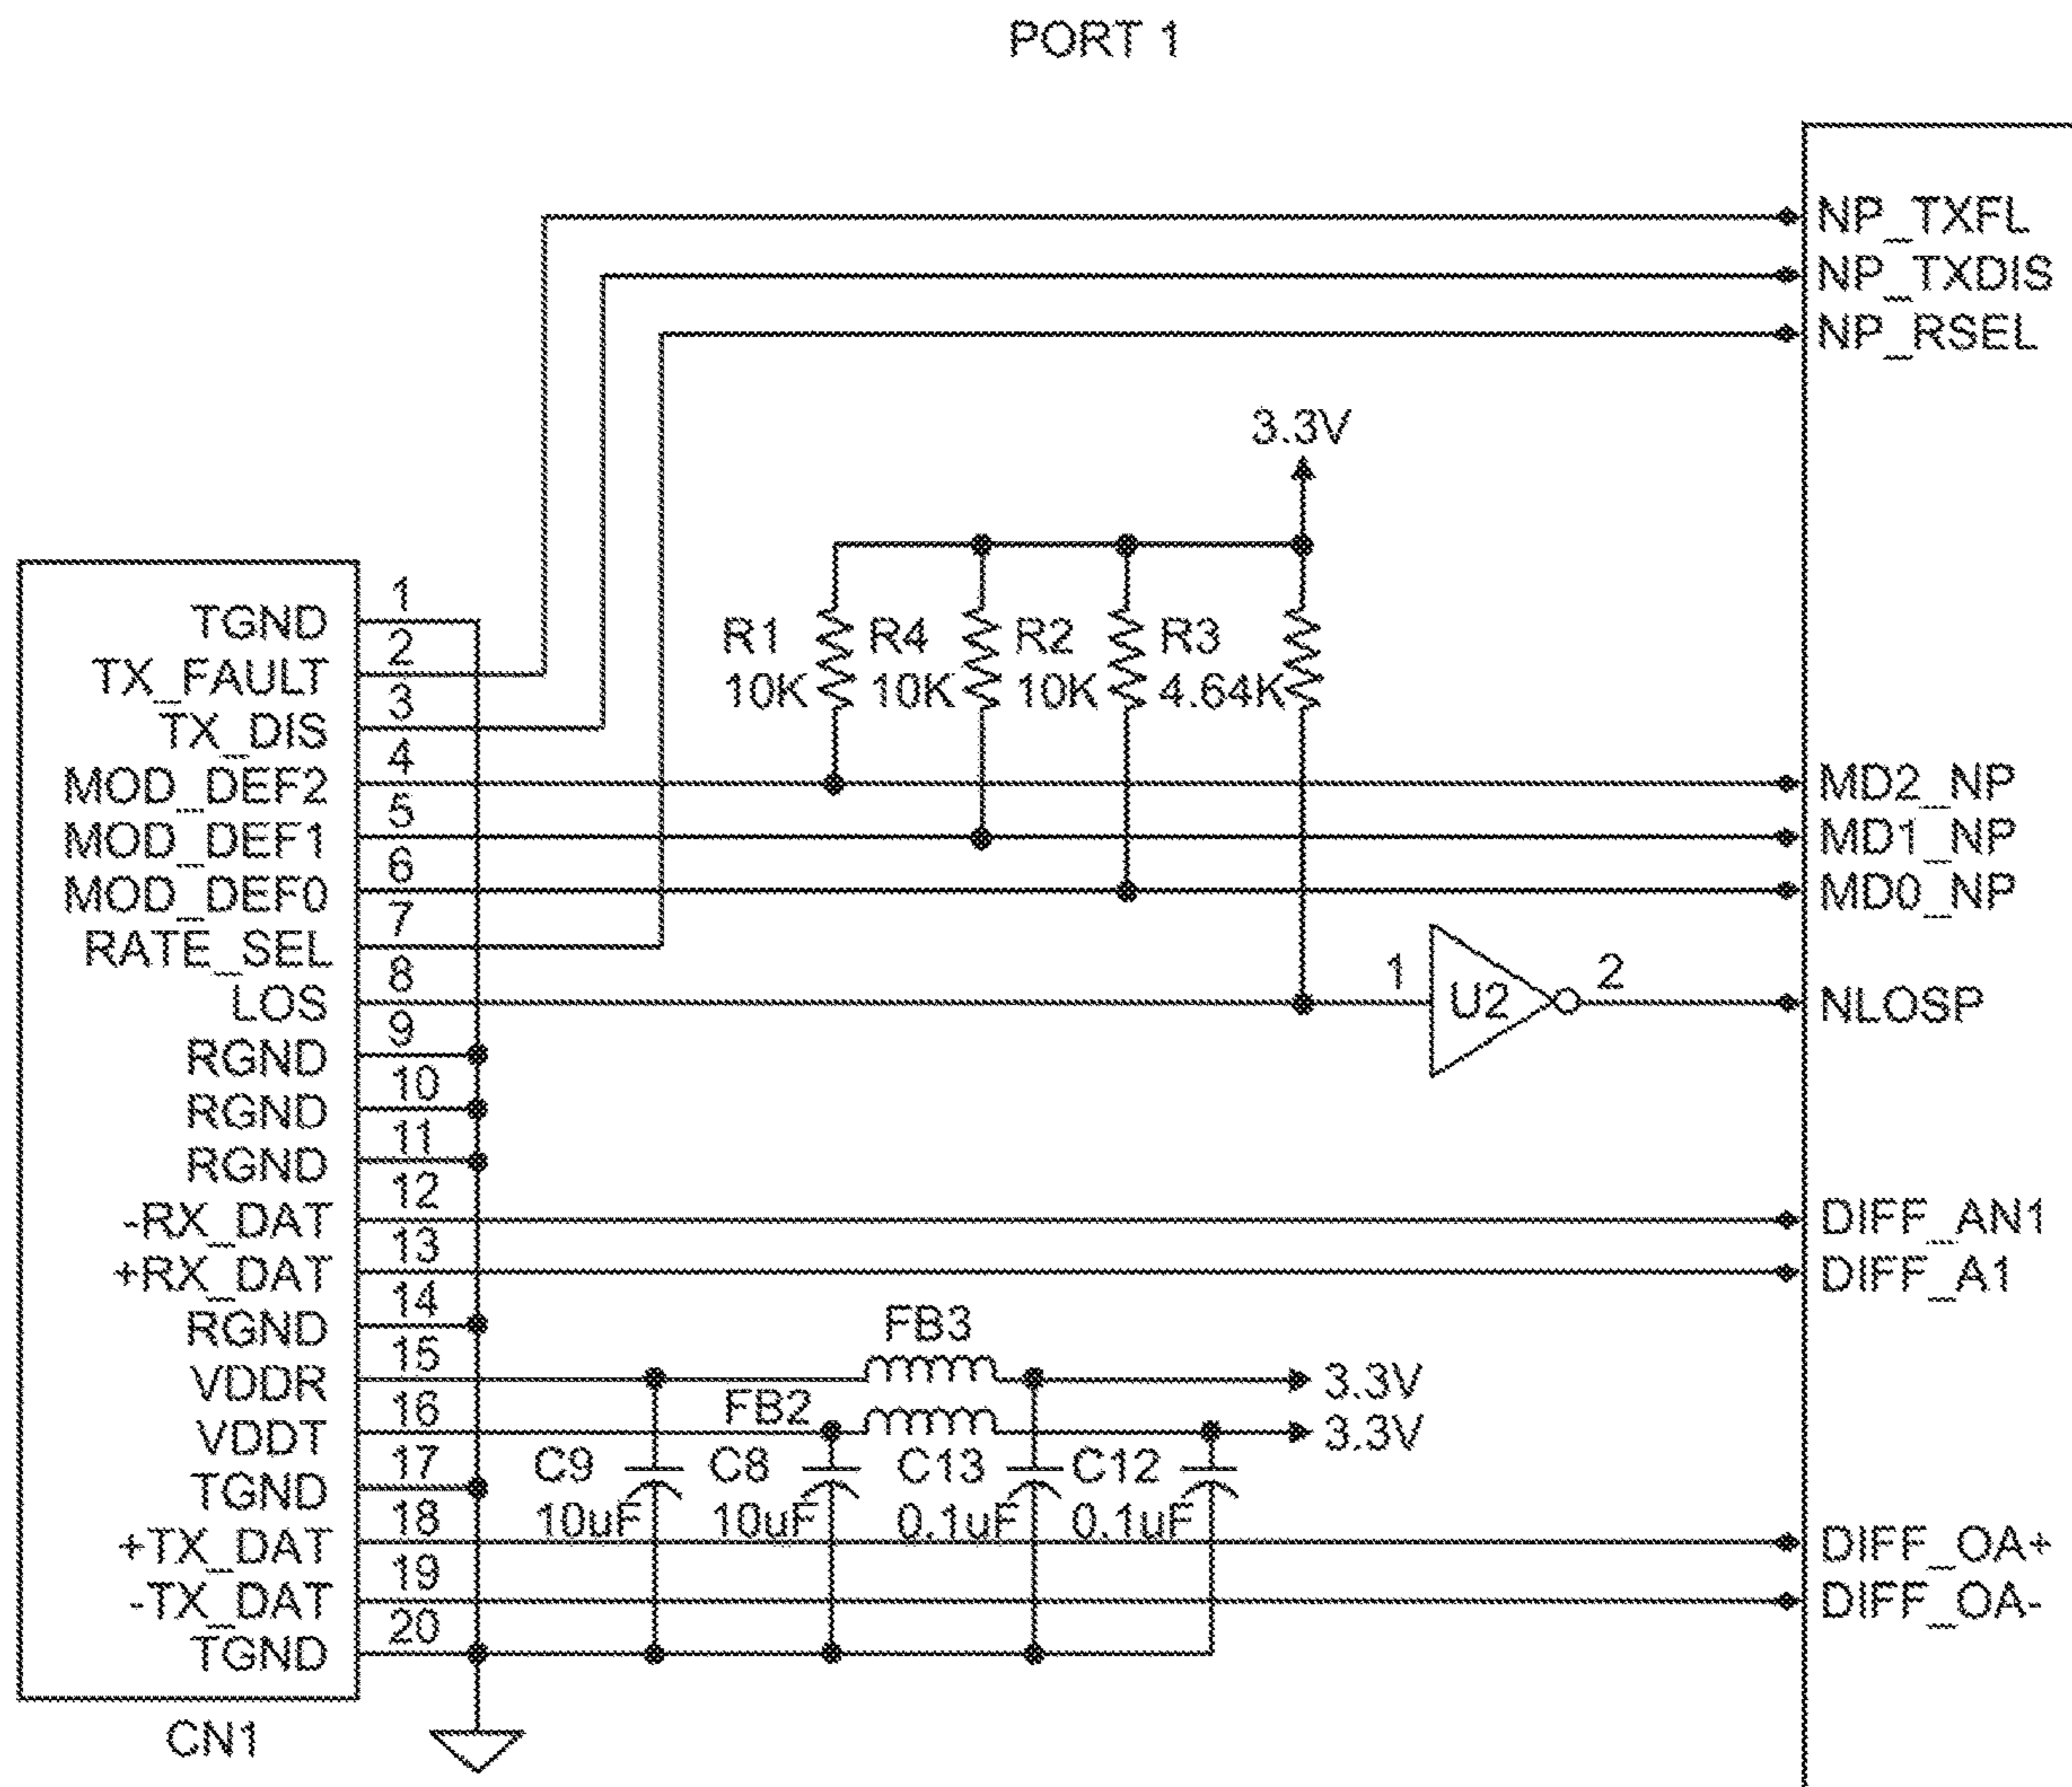 PORT 1
NP_TXFL
NP_TXDIS
NP_RSEL
3.3V
1
TGND
2
TX_FAULT
3
TX_DIS
4
MOD_DEF2
5
MOD_DEF1
6
MOD_DEF0
7
RATE_SEL
8
LOS
9
RGND
10
RGND
11
RGND
12
-RX_DAT
13
+RX_DAT
14
RGND
15
VDDR
16
VDDT
17
TGND
18
+TX_DAT
19
-TX_DAT
20
TGND
CN1
R1
10K
R4
10K
R2
10K
R3
4.64K
MD2_NP
MD1_NP
MD0_NP
1
U2
2
NLOSP
DIFF_AN1
DIFF_A1
FB3
3.3V
FB2
3.3V
C9
10uF
C8
10uF
C13
0.1uF
C12
0.1uF
DIFF_OA+
DIFF_OA-